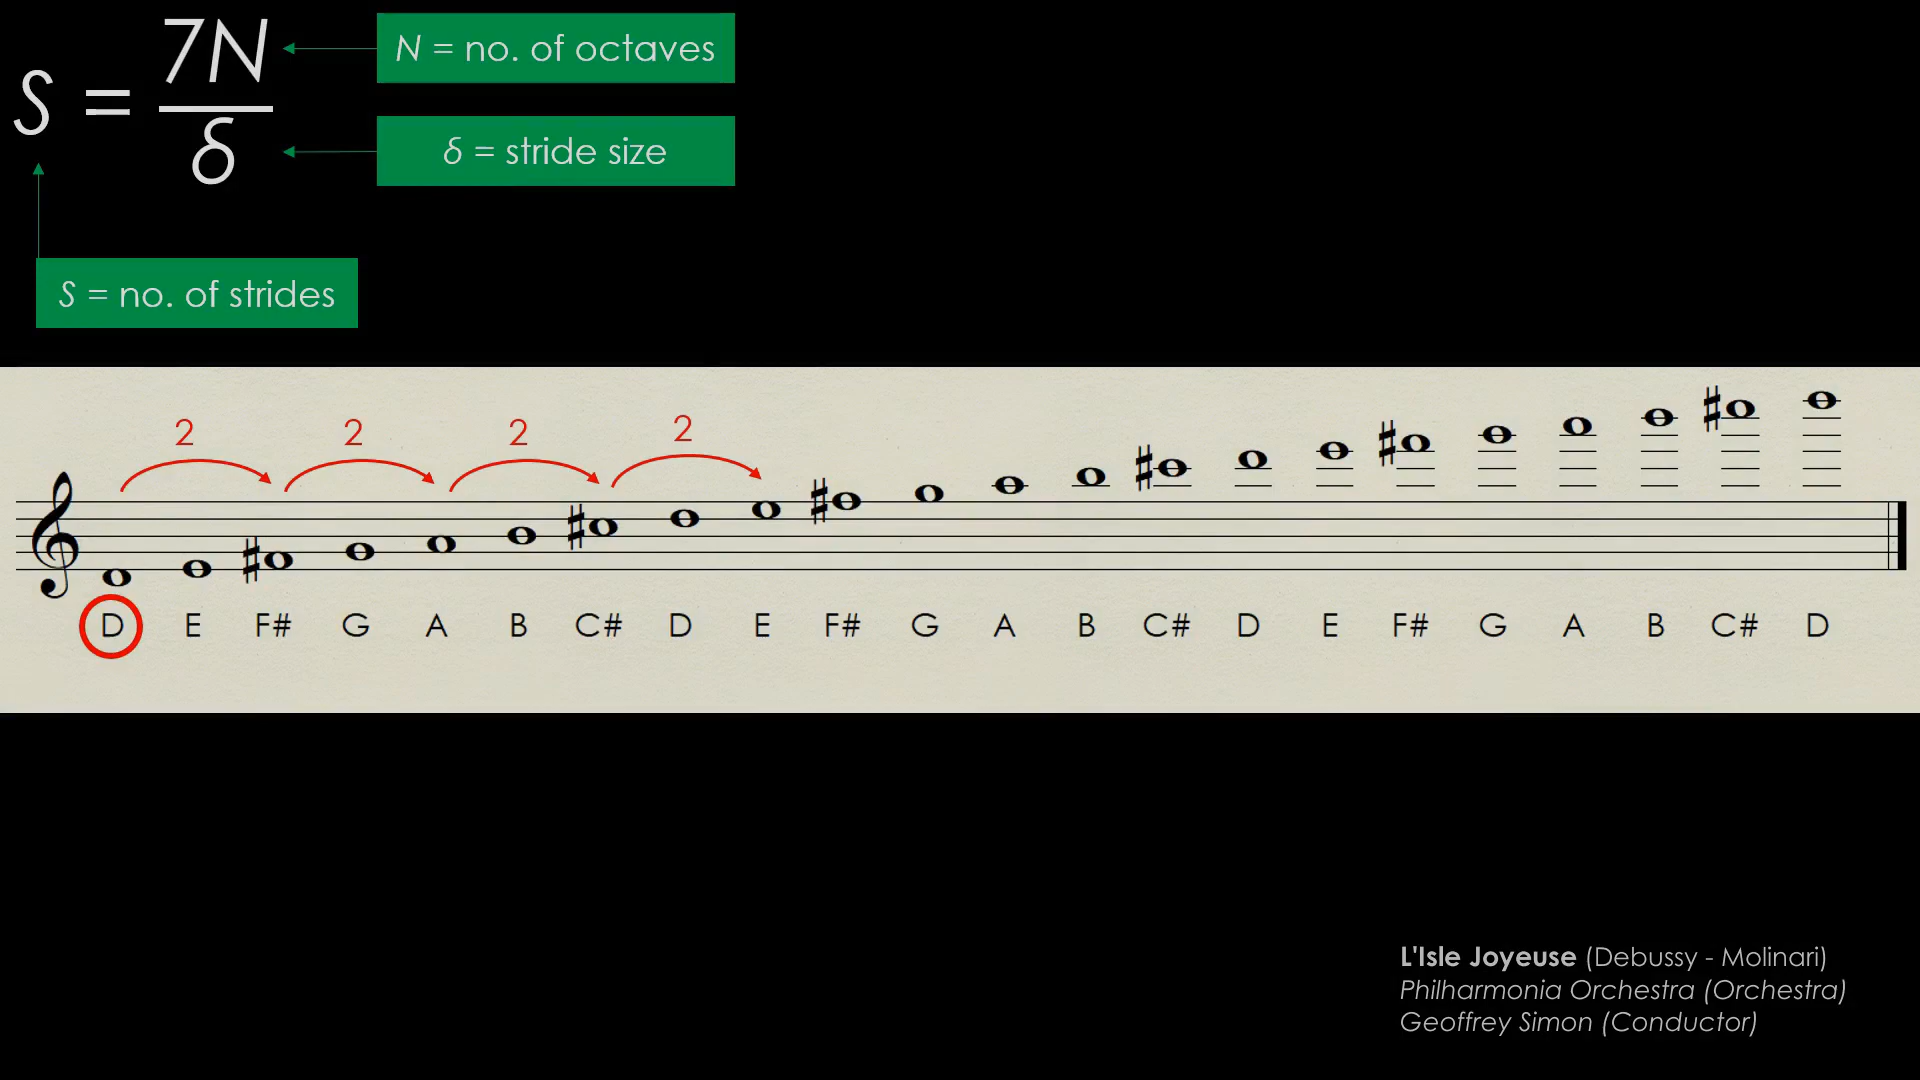 S = 7N / δ
N = no. of octaves
δ = stride size
S = no. of strides
2 2 2 2
D E F# G A B C# D E F# G A B C# D E F# G A B C# D
L'Isle Joyeuse (Debussy - Molinari)
Philharmonia Orchestra (Orchestra)
Geoffrey Simon (Conductor)